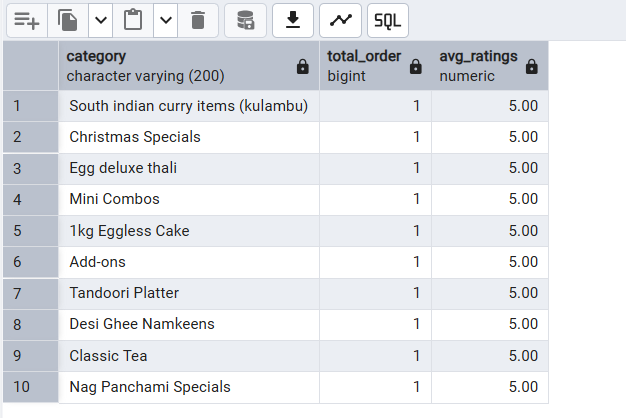 SQL
category total_order avg_ratings
character varying (200) bigint numeric
1 South indian curry items (kulambu) 1 5.00
2 Christmas Specials 1 5.00
3 Egg deluxe thali 1 5.00
4 Mini Combos 1 5.00
5 1kg Eggless Cake 1 5.00
6 Add-ons 1 5.00
7 Tandoori Platter 1 5.00
8 Desi Ghee Namkeens 1 5.00
9 Classic Tea 1 5.00
10 Nag Panchami Specials 1 5.00